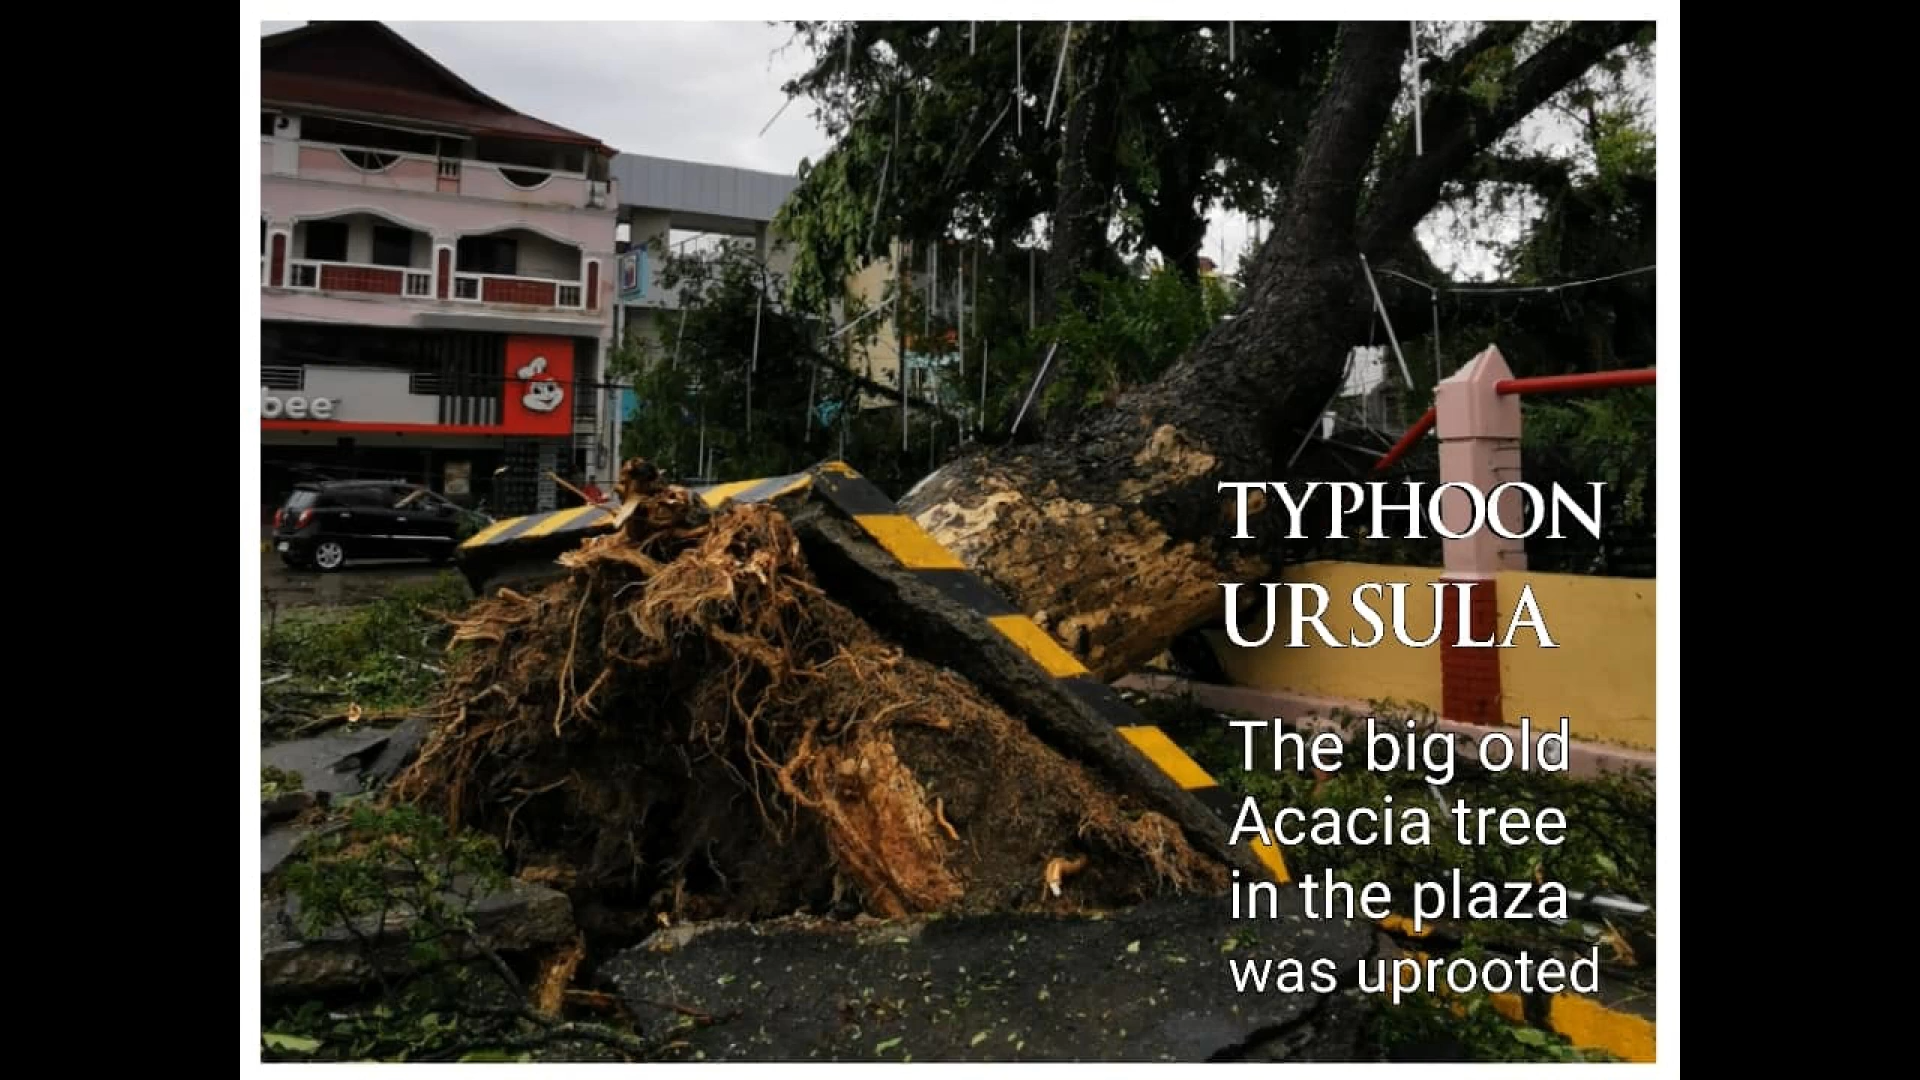 bee
TYPHOON
URSULA
The big old
Acacia tree
in the plaza
was uprooted